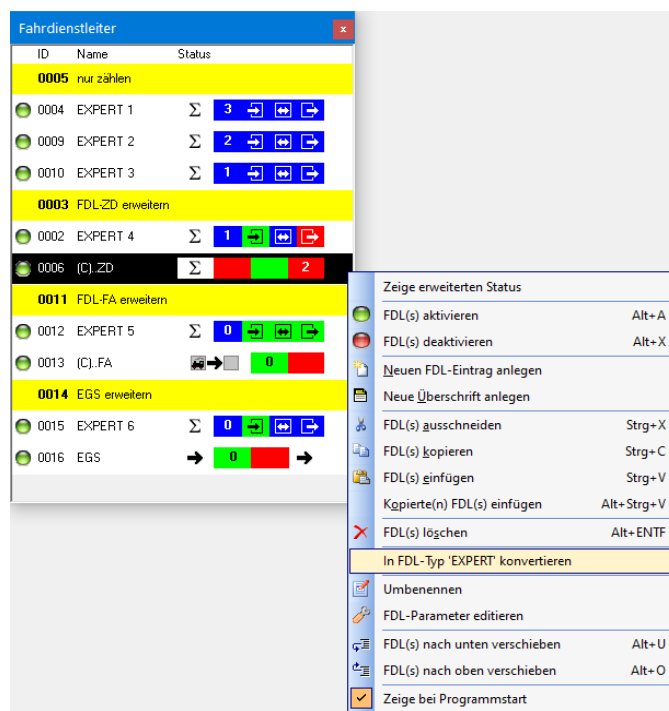 Fahrdienstleiter
x
ID Name Status
0005 nur zählen
0004 EXPERT 1 Σ 3
0009 EXPERT 2 Σ 2
0010 EXPERT 3 Σ 1
0003 FDL-ZD erweitern
0002 EXPERT 4 Σ 1
0006 (C)..ZD Σ 2
0011 FDL-FA erweitern
0012 EXPERT 5 Σ 0
0013 (C)..FA 0
0014 EGS erweitern
0015 EXPERT 6 Σ 0
0016 EGS 0
Zeige erweiterten Status
FDL(s) aktivieren Alt+A
FDL(s) deaktivieren Alt+X
Neuen FDL-Eintrag anlegen
Neue Überschrift anlegen
FDL(s) ausschneiden Strg+X
FDL(s) kopieren Strg+C
FDL(s) einfügen Strg+V
Kopierte(n) FDL(s) einfügen Alt+Strg+V
FDL(s) löschen Alt+ENTF
In FDL-Typ 'EXPERT' konvertieren
Umbenennen
FDL-Parameter editieren
FDL(s) nach unten verschieben Alt+U
FDL(s) nach oben verschieben Alt+O
Zeige bei Programmstart